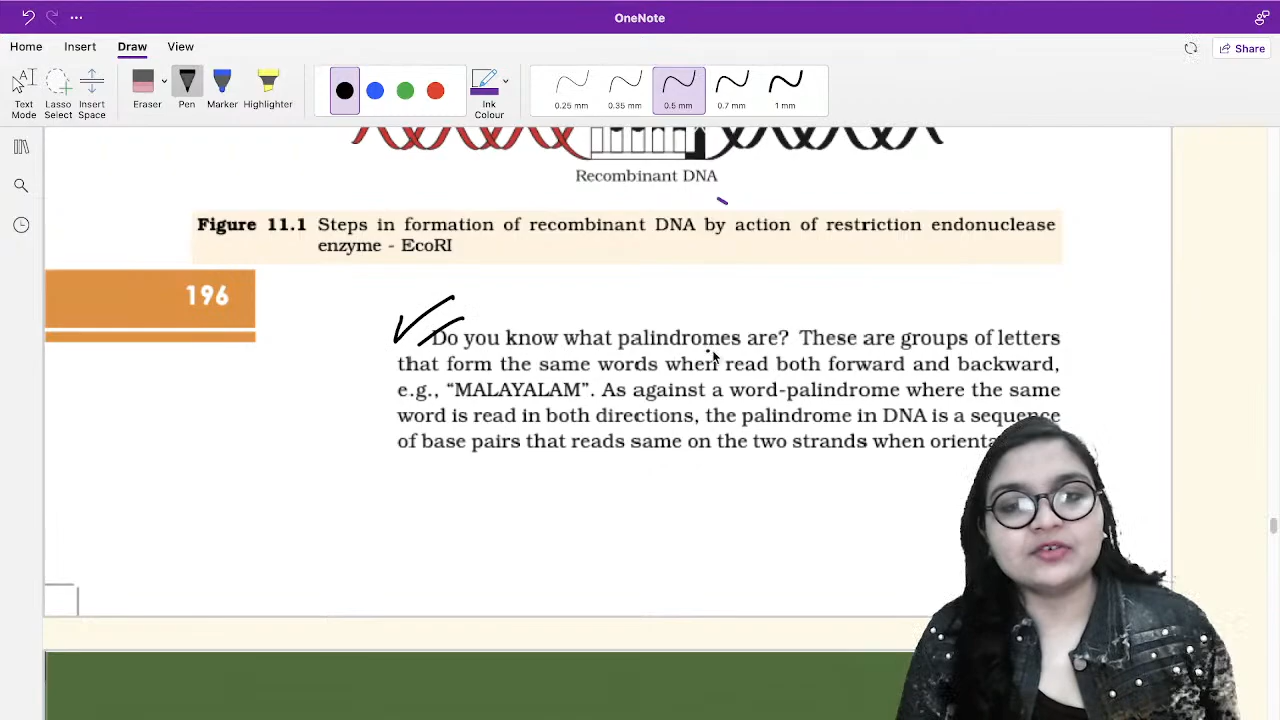 OneNote
Home Insert Draw View
Share
Text Mode
Lasso Select
Insert Space
Eraser
Pen
Marker
Highlighter
Ink Colour
0.25 mm
0.35 mm
0.5 mm
0.7 mm
1 mm
Recombinant DNA
Figure 11.1 Steps in formation of recombinant DNA by action of restriction endonuclease
enzyme - EcoRI
196
Do you know what palindromes are? These are groups of letters
that form the same words when read both forward and backward,
e.g., “MALAYALAM”. As against a word-palindrome where the same
word is read in both directions, the palindrome in DNA is a sequence
of base pairs that reads same on the two strands when